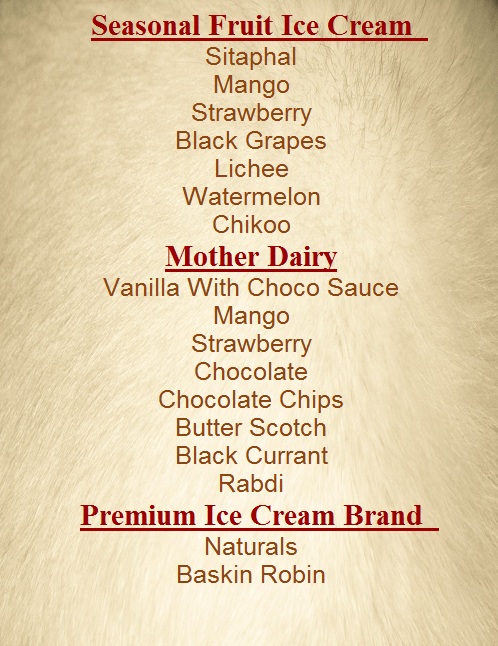 Seasonal Fruit Ice Cream
Sitaphal
Mango
Strawberry
Black Grapes
Lichee
Watermelon
Chikoo
Mother Dairy
Vanilla With Choco Sauce
Mango
Strawberry
Chocolate
Chocolate Chips
Butter Scotch
Black Currant
Rabdi
Premium Ice Cream Brand
Naturals
Baskin Robin